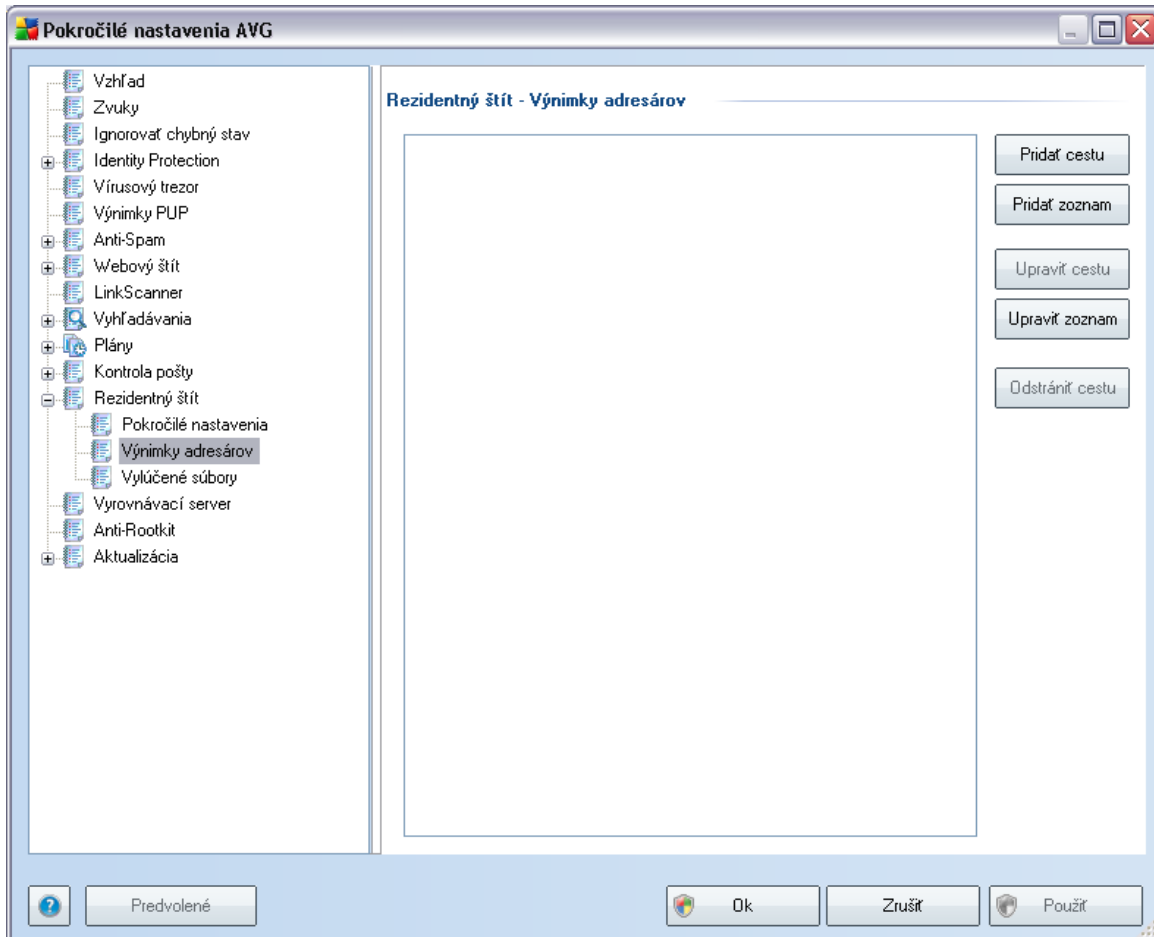 Pokročilé nastavenia AVG
Vzhľad
Zvuky
Ignorovať chybný stav
Identity Protection
Vírusový trezor
Výnimky PUP
Anti-Spam
Webový štít
LinkScanner
Vyhľadávania
Plány
Kontrola pošty
Rezidentný štít
Pokročilé nastavenia
Výnimky adresárov
Vylúčené súbory
Vyrovnávací server
Anti-Rootkit
Aktualizácia
Rezidentný štít - Výnimky adresárov
Pridať cestu
Pridať zoznam
Upraviť cestu
Upraviť zoznam
Odstrániť cestu
Predvolené
Ok
Zrušiť
Použiť